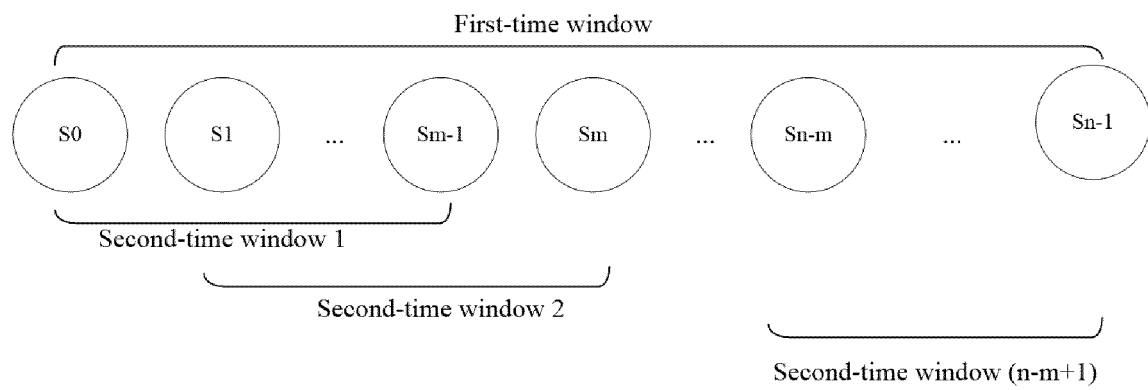 First-time window
S0 S1 ... Sm-1 Sm ... Sn-m ... Sn-1
Second-time window 1
Second-time window 2
Second-time window (n-m+1)